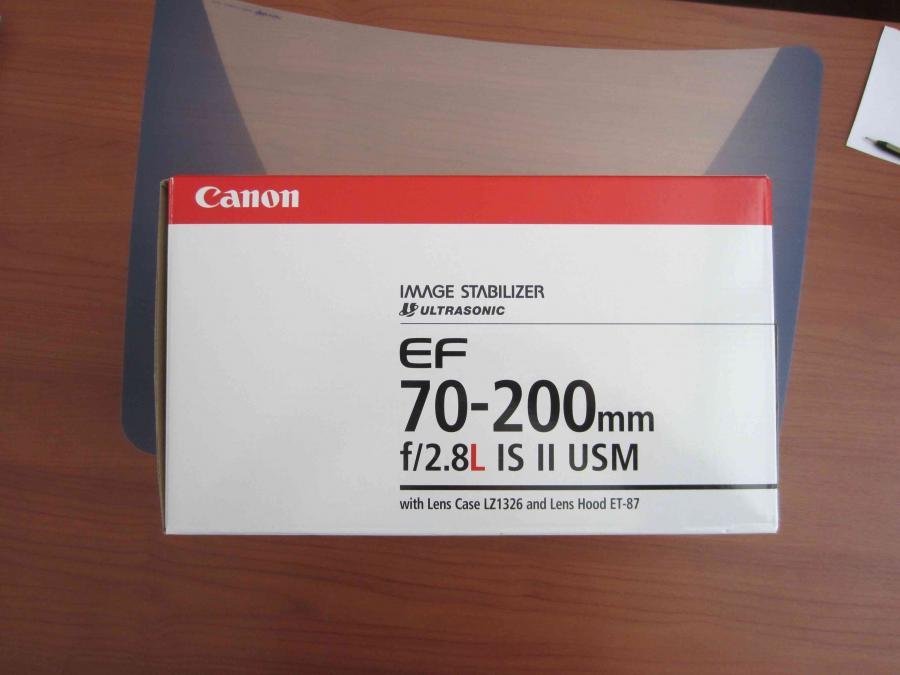 Canon
IMAGE STABILIZER
ULTRASONIC
EF
70-200mm
f/2.8L IS II USM
with Lens Case LZ1326 and Lens Hood ET-87